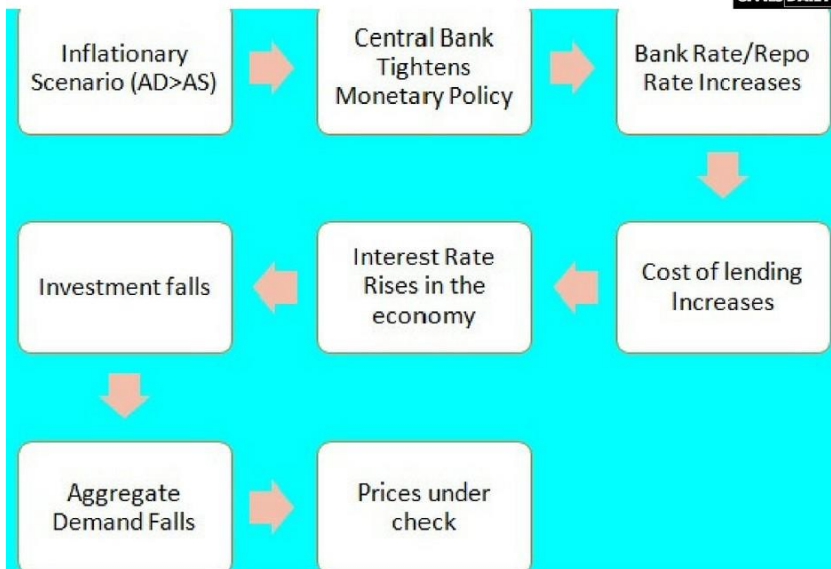 Inflationary
Scenario (AD>AS)
Central Bank
Tightens
Monetary Policy
Bank Rate/Repo
Rate Increases
Cost of lending
Increases
Interest Rate
Rises in the
economy
Investment falls
Aggregate
Demand Falls
Prices under
check